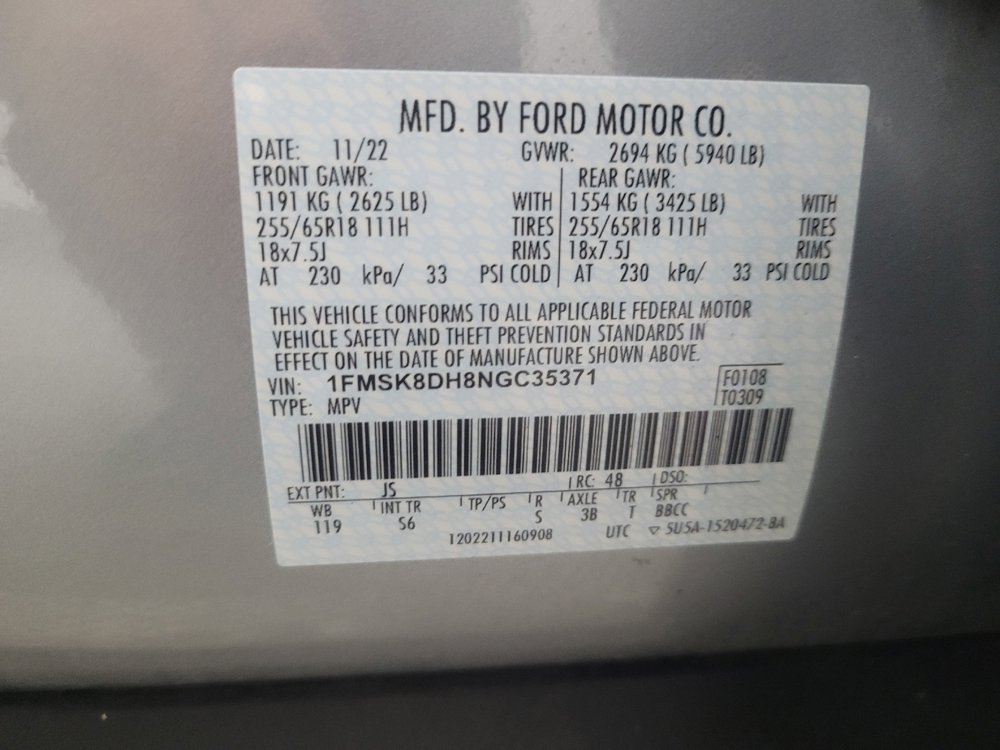 MFD. BY FORD MOTOR CO.
DATE: 11/22 GVWR: 2694 KG ( 5940 LB)
FRONT GAWR: REAR GAWR:
1191 KG ( 2625 LB) WITH 1554 KG ( 3425 LB) WITH
255/65R18 111H TIRES 255/65R18 111H TIRES
18x7.5J RIMS 18x7.5J RIMS
AT 230 kPa/ 33 PSI COLD AT 230 kPa/ 33 PSI COLD
THIS VEHICLE CONFORMS TO ALL APPLICABLE FEDERAL MOTOR
VEHICLE SAFETY AND THEFT PREVENTION STANDARDS IN
EFFECT ON THE DATE OF MANUFACTURE SHOWN ABOVE.
VIN: 1FMSK8DH8NGC35371 F0108
TYPE: MPV T0309
EXT PNT: JS RC: 48 DSO:
WB INT TR TP/PS R AXLE TR SPR
119 S6 S 3B T BBCC
1202211160908 UTC ▽ 5U5A-1520472-BA